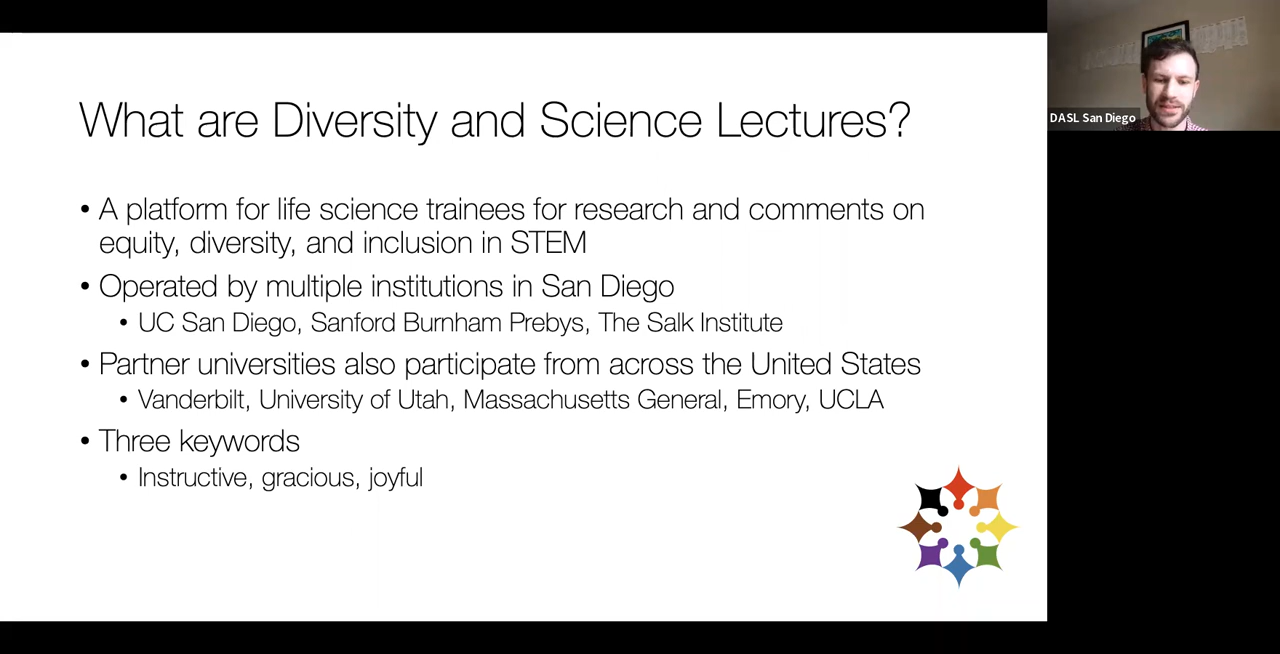 What are Diversity and Science Lectures?
• A platform for life science trainees for research and comments on
equity, diversity, and inclusion in STEM
• Operated by multiple institutions in San Diego
• UC San Diego, Sanford Burnham Prebys, The Salk Institute
• Partner universities also participate from across the United States
• Vanderbilt, University of Utah, Massachusetts General, Emory, UCLA
• Three keywords
• Instructive, gracious, joyful
DASL San Diego